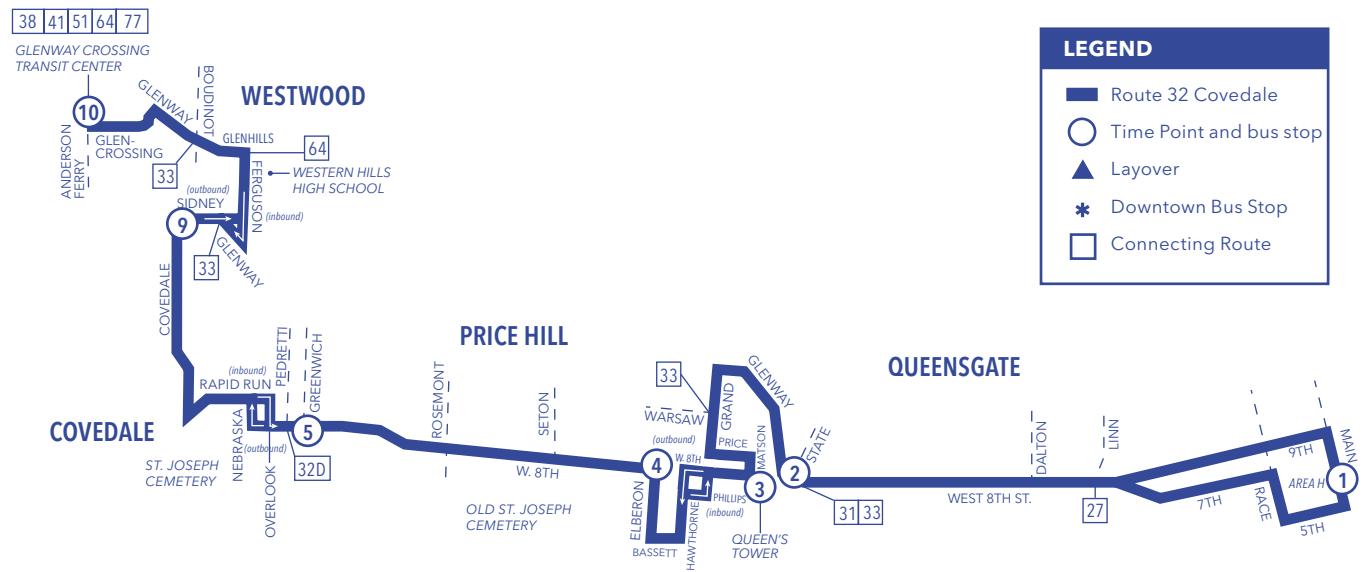 38 41 51 64 77
GLENWAY CROSSING
TRANSIT CENTER
10
ANDERSON
FERRY
GLEN-
CROSSING
GLENWAY
BOUDINOT
WESTWOOD
GLENHILLS
64
33
FERGUSON
WESTERN HILLS
HIGH SCHOOL
(outbound)
SIDNEY
(inbound)
9
GLENWAY
33
COVEDALE
(inbound)
RAPID RUN
PEDRETTI
GREENWICH
COVEDALE
NEBRASKA
(outbound)
OVERLOOK
5
32D
ST. JOSEPH
CEMETERY
PRICE HILL
ROSEMONT
SETON
W. 8TH
OLD ST. JOSEPH
CEMETERY
33
WARSAW
GRAND
GLENWAY
(outbound)
W. 8TH
PRICE
MATSON
4
ELBERON
BASSETT
HAWTHORNE
PHILLIPS
(inbound)
3
QUEEN'S
TOWER
2
STATE
31 33
QUEENSGATE
WEST 8TH ST.
DALTON
LINN
27
9TH
7TH
RACE
5TH
MAIN
AREA H
1
LEGEND
Route 32 Covedale
Time Point and bus stop
Layover
Downtown Bus Stop
Connecting Route